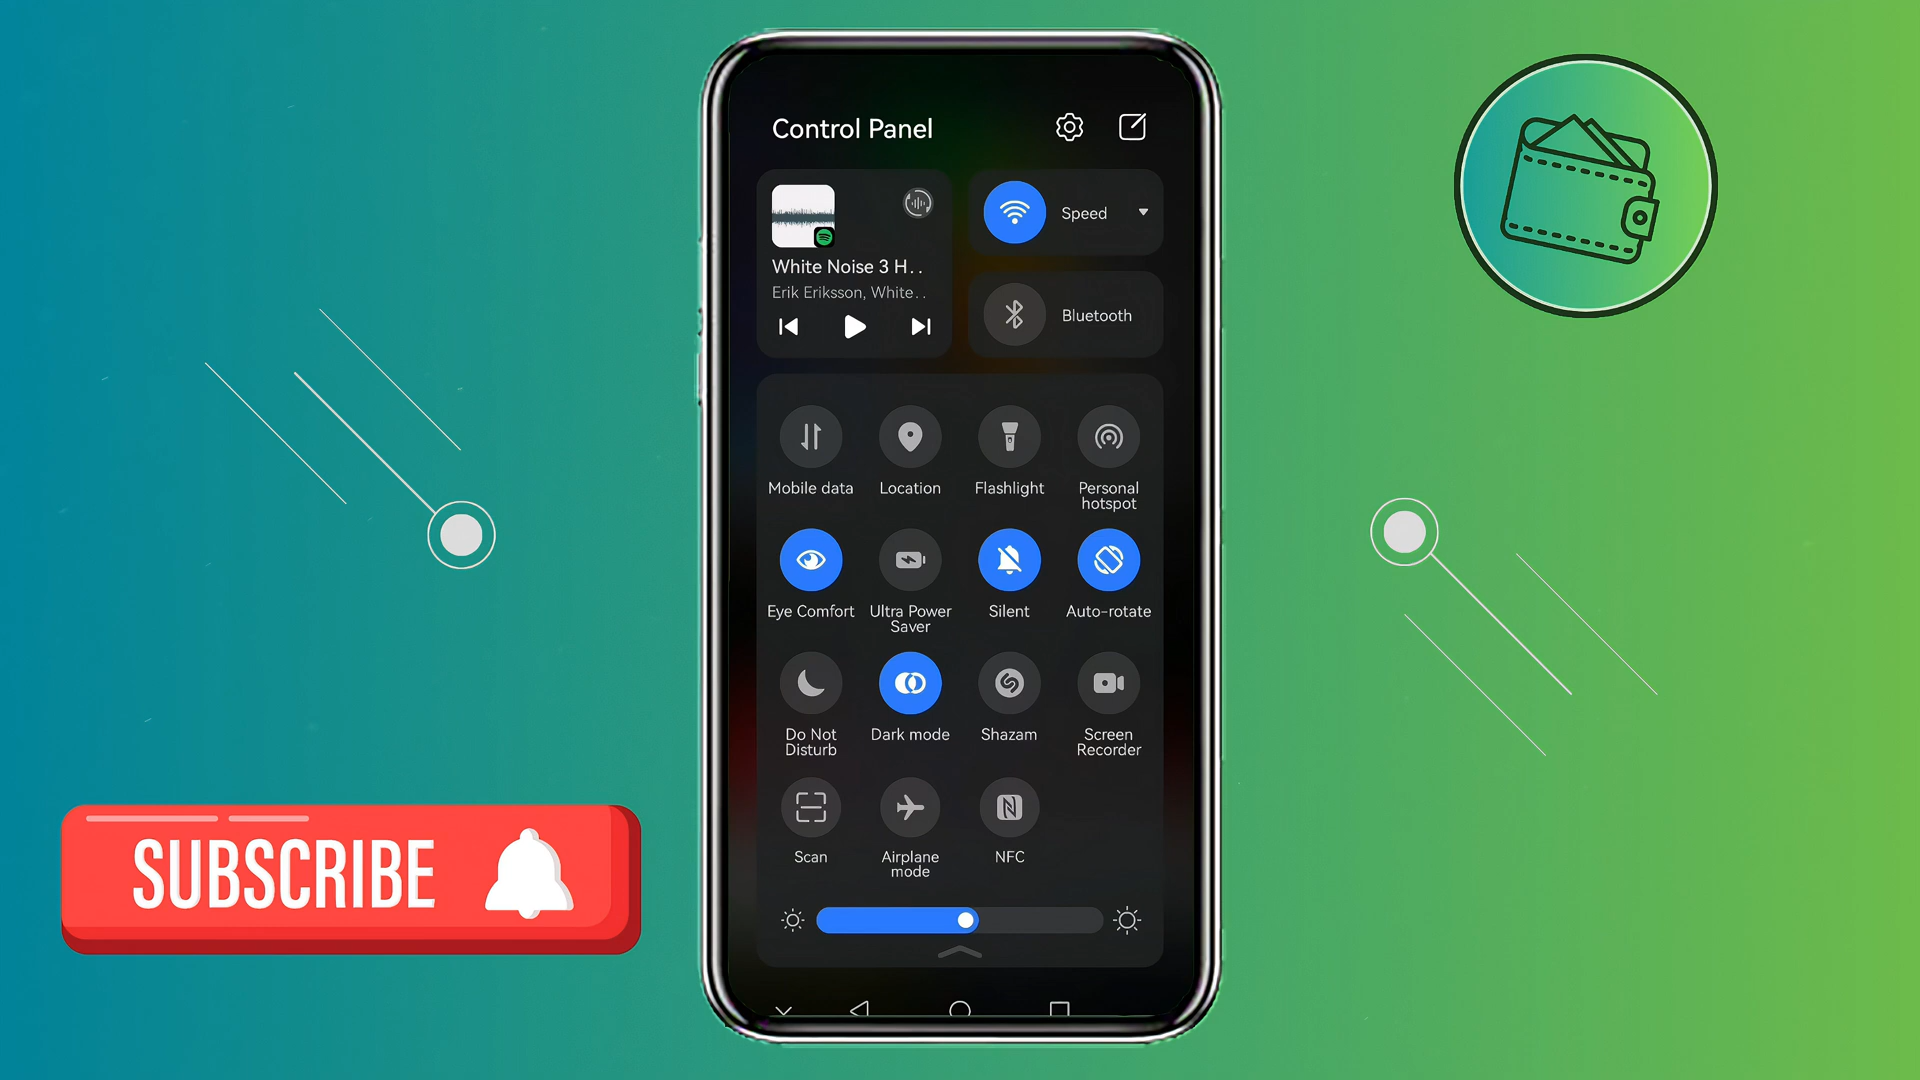 Control Panel
White Noise 3 H..
Erik Eriksson, White..
Speed
Bluetooth
Mobile data
Location
Flashlight
Personal
hotspot
Eye Comfort
Ultra Power
Saver
Silent
Auto-rotate
Do Not
Disturb
Dark mode
Shazam
Screen
Recorder
Scan
Airplane
mode
NFC
SUBSCRIBE